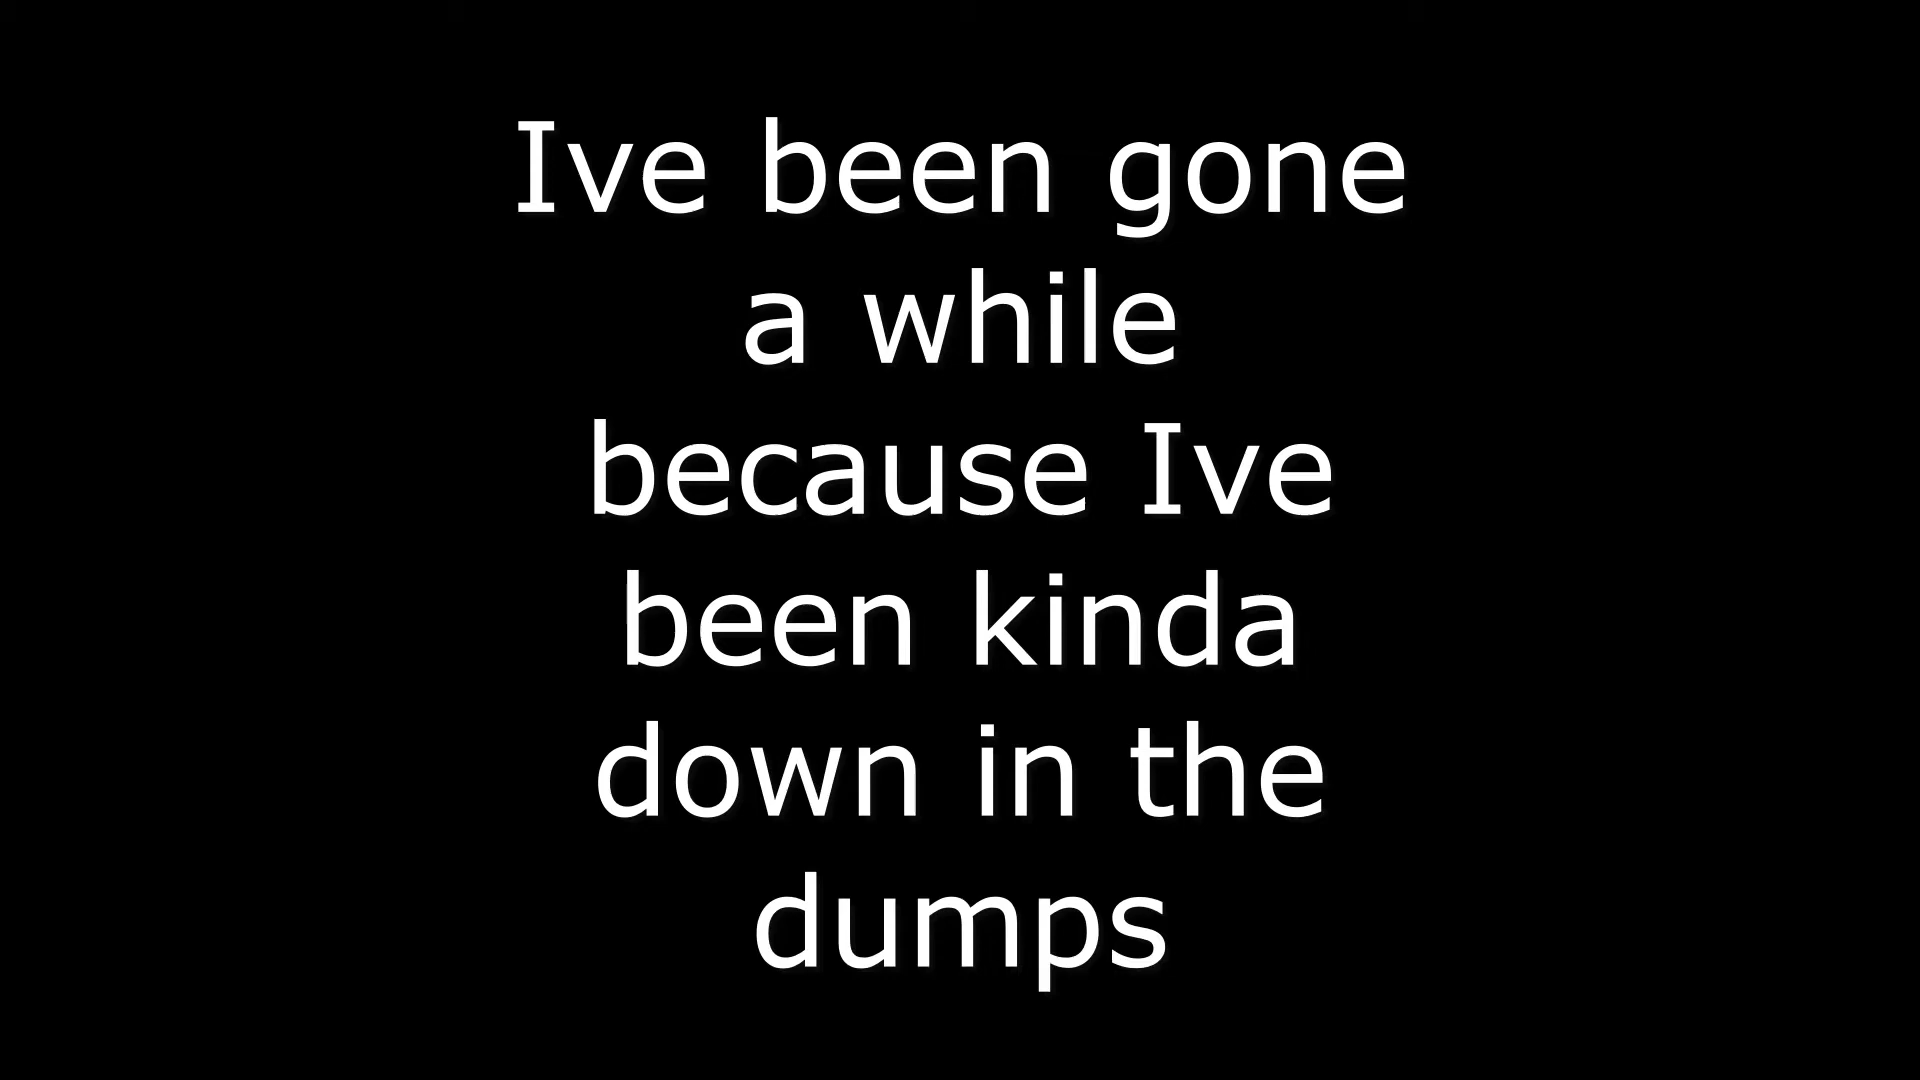 Ive been gone
a while
because Ive
been kinda
down in the
dumps